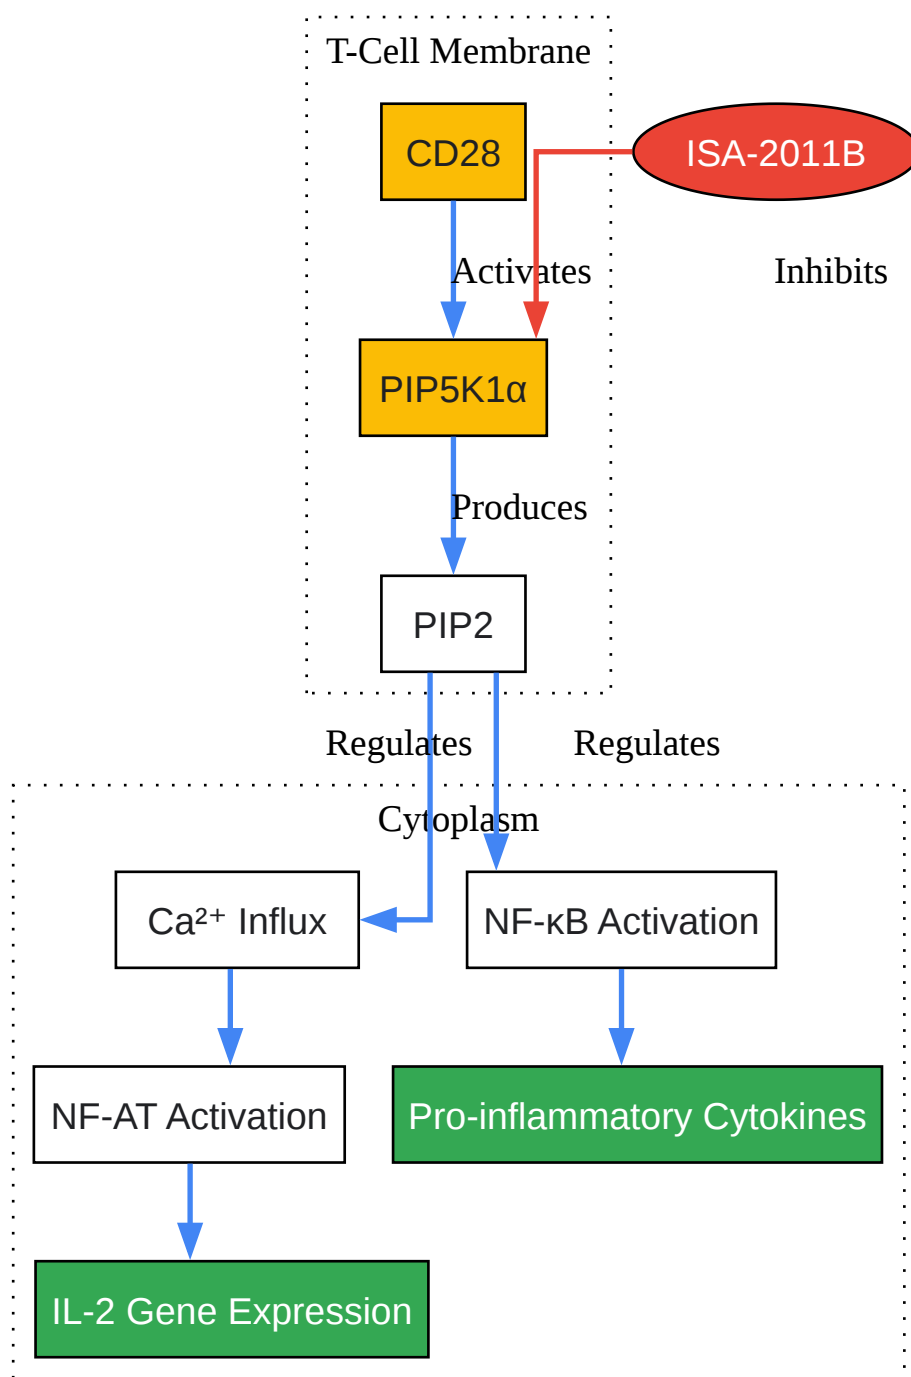 T-Cell Membrane
CD28
ISA-2011B
Activates
Inhibits
PIP5K1α
Produces
PIP2
Regulates
Regulates
Cytoplasm
Ca²⁺ Influx
NF-κB Activation
NF-AT Activation
Pro-inflammatory Cytokines
IL-2 Gene Expression